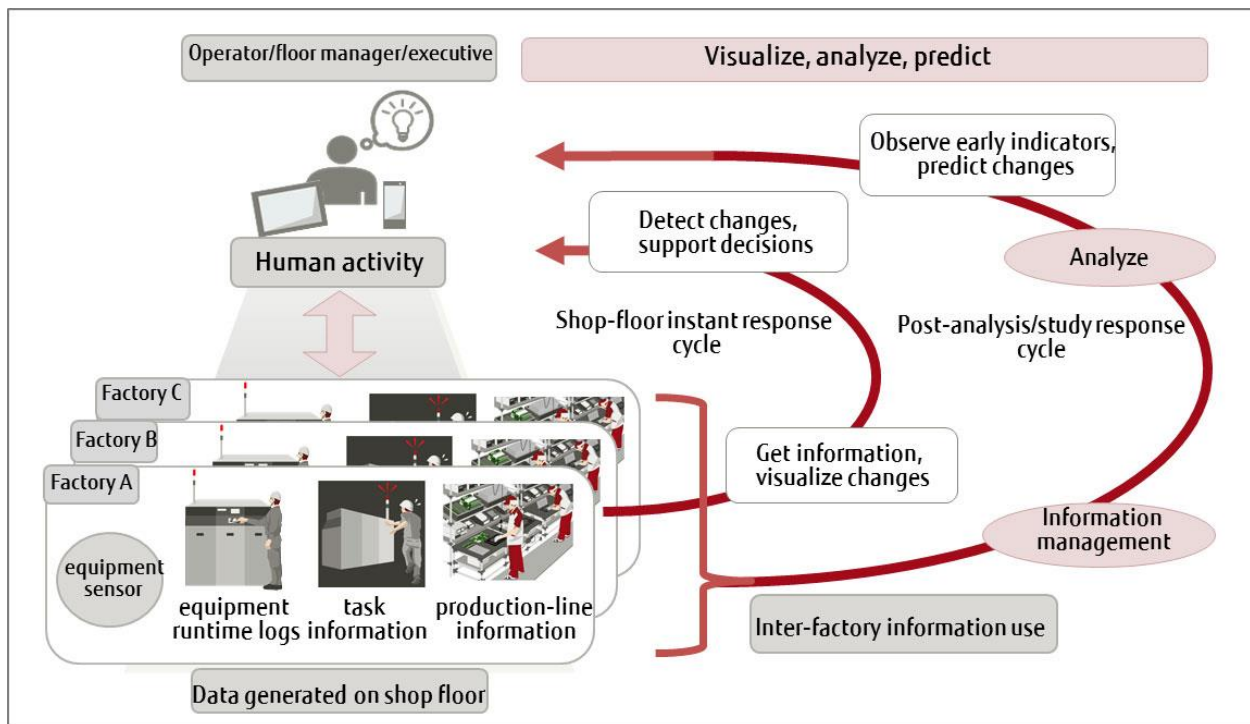 Operator/floor manager/executive
Visualize, analyze, predict
Observe early indicators,
predict changes
Detect changes,
support decisions
Human activity
Analyze
Shop-floor instant response
cycle
Post-analysis/study response
cycle
Factory C
Factory B
Factory A
Get information,
visualize changes
Information
management
equipment
sensor
equipment
runtime logs
task
information
production-line
information
Inter-factory information use
Data generated on shop floor